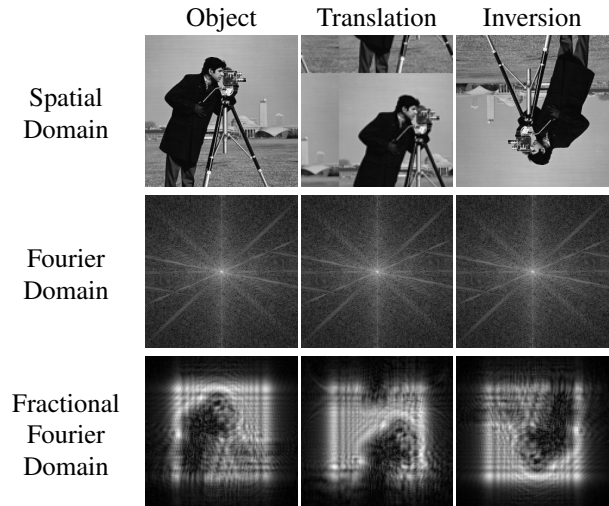 Object Translation Inversion
Spatial
Domain
Fourier
Domain
Fractional
Fourier
Domain